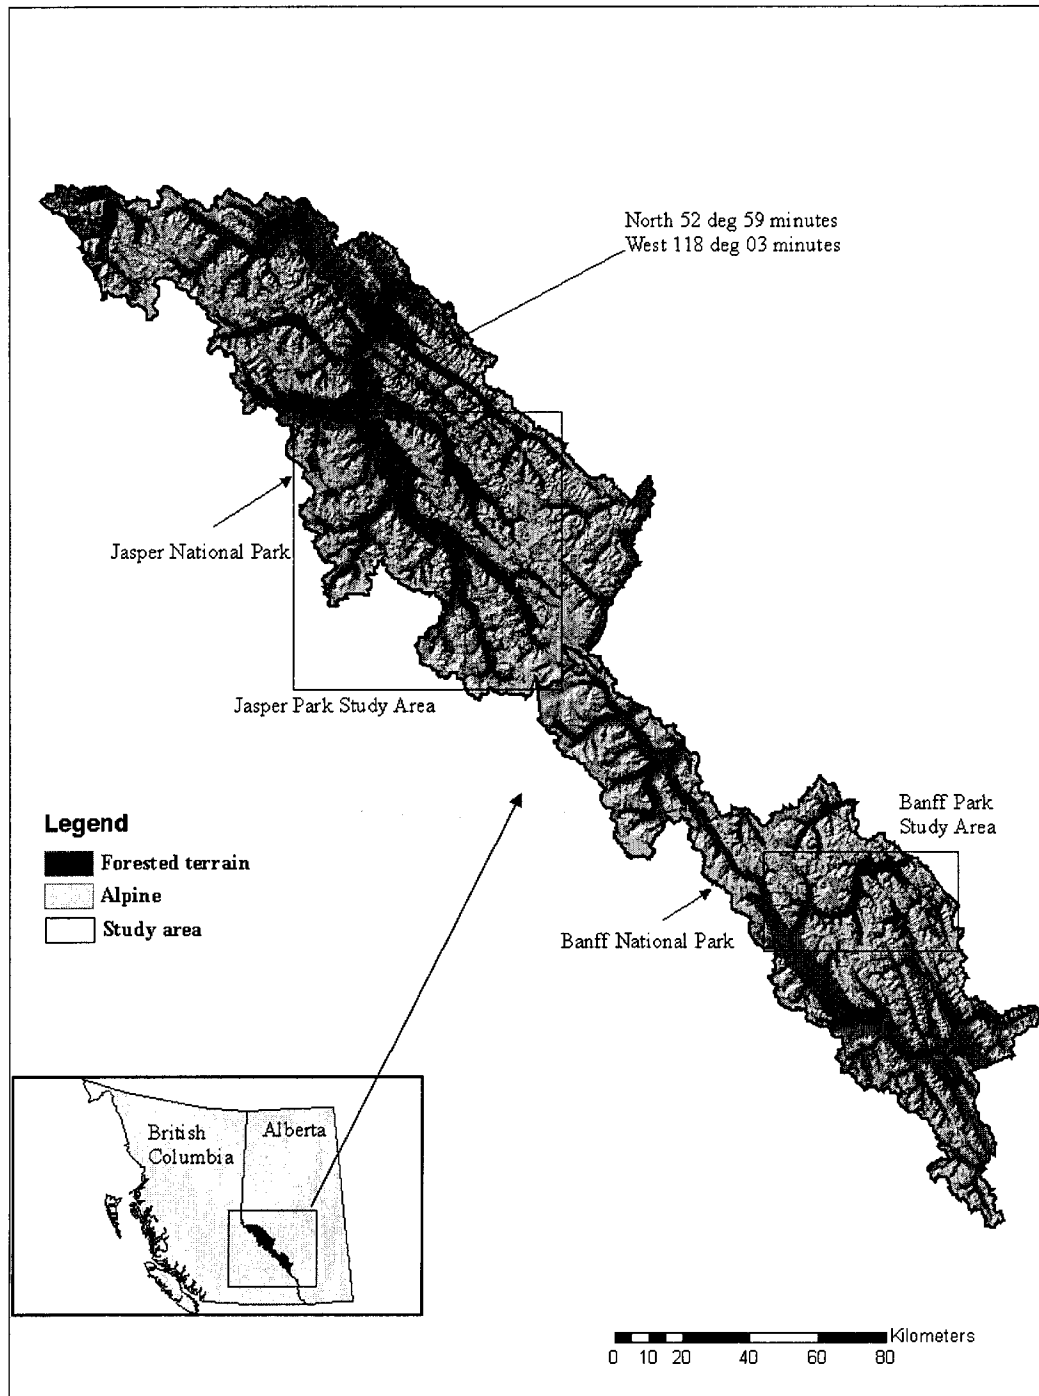 North 52 deg 59 minutes
West 118 deg 03 minutes
Jasper National Park
Jasper Park Study Area
Banff Park
Study Area
Banff National Park
Legend
Forested terrain
Alpine
Study area
British
Columbia
Alberta
Kilometers
0 10 20 40 60 80